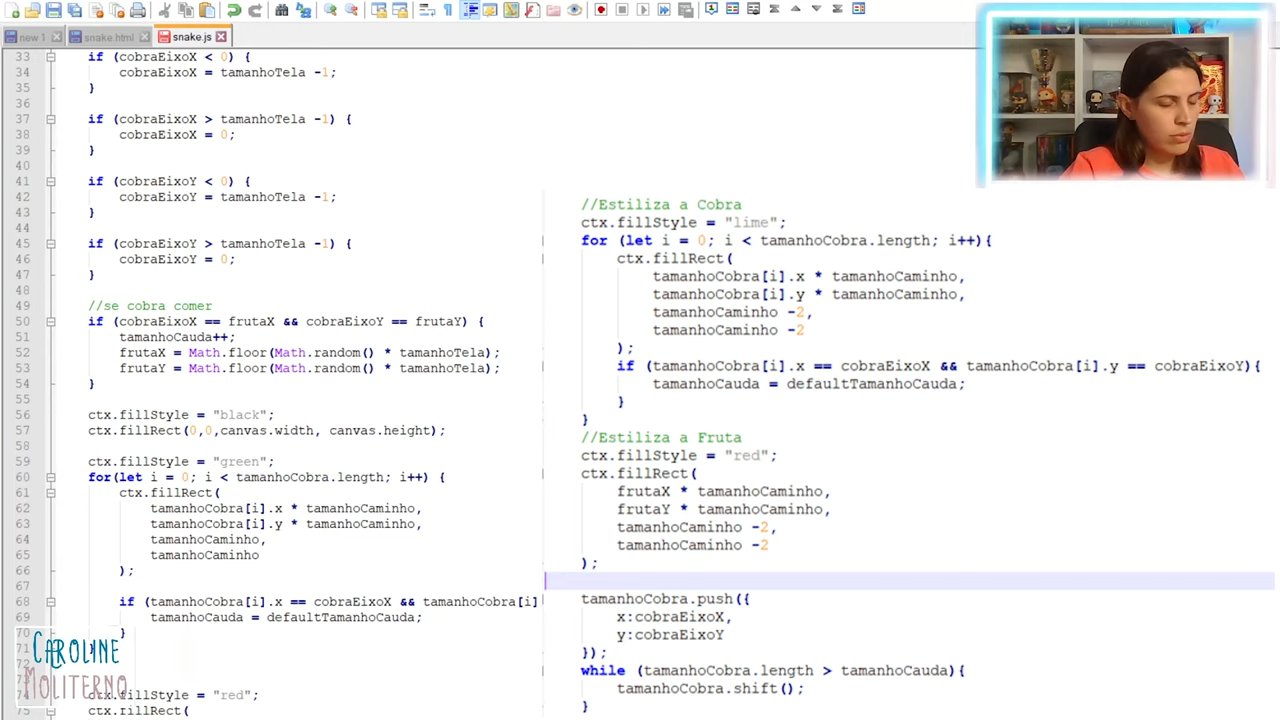 new 1
snake.html
snake.js
33 if (cobraEixoX < 0) {
34 cobraEixoX = tamanhoTela -1;
35 }
36
37 if (cobraEixoX > tamanhoTela -1) {
38 cobraEixoX = 0;
39 }
40
41 if (cobraEixoY < 0) {
42 cobraEixoY = tamanhoTela -1;
43 }
44
45 if (cobraEixoY > tamanhoTela -1) {
46 cobraEixoY = 0;
47 }
48
49 //se cobra comer
50 if (cobraEixoX == frutaX && cobraEixoY == frutaY) {
51 tamanhoCauda++;
52 frutaX = Math.floor(Math.random() * tamanhoTela);
53 frutaY = Math.floor(Math.random() * tamanhoTela);
54 }
55
56 ctx.fillStyle = "black";
57 ctx.fillRect(0,0,canvas.width, canvas.height);
58
59 ctx.fillStyle = "green";
60 for(let i = 0; i < tamanhoCobra.length; i++) {
61 ctx.fillRect(
62 tamanhoCobra[i].x * tamanhoCaminho,
63 tamanhoCobra[i].y * tamanhoCaminho,
64 tamanhoCaminho,
65 tamanhoCaminho
66 );
67
68 if (tamanhoCobra[i].x == cobraEixoX && tamanhoCobra[i]
69 tamanhoCauda = defaultTamanhoCauda;
70 }
71 }
72
ctx.fillStyle = "red";
75 ctx.fillRect(
//Estiliza a Cobra
ctx.fillStyle = "lime";
for (let i = 0; i < tamanhoCobra.length; i++){
ctx.fillRect(
tamanhoCobra[i].x * tamanhoCaminho,
tamanhoCobra[i].y * tamanhoCaminho,
tamanhoCaminho -2,
tamanhoCaminho -2
);
if (tamanhoCobra[i].x == cobraEixoX && tamanhoCobra[i].y == cobraEixoY){
tamanhoCauda = defaultTamanhoCauda;
}
}
//Estiliza a Fruta
ctx.fillStyle = "red";
ctx.fillRect(
frutaX * tamanhoCaminho,
frutaY * tamanhoCaminho,
tamanhoCaminho -2,
tamanhoCaminho -2
);
tamanhoCobra.push({
x:cobraEixoX,
y:cobraEixoY
});
while (tamanhoCobra.length > tamanhoCauda){
tamanhoCobra.shift();
}
CAROLINE
MOLITERNO